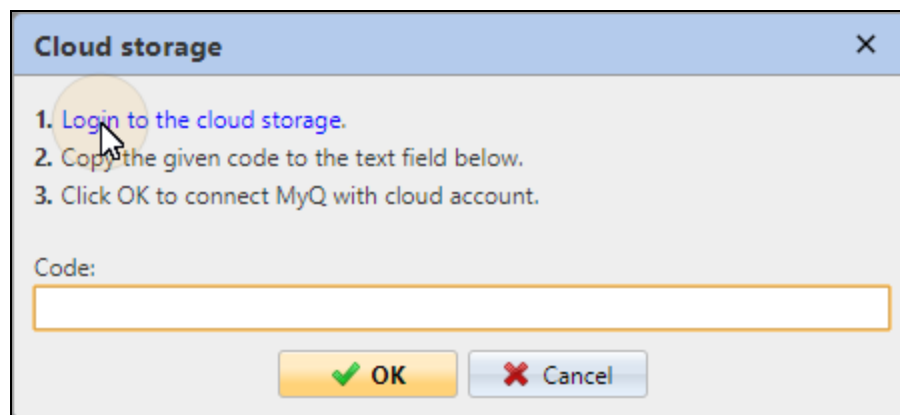 Cloud storage
1. Login to the cloud storage.
2. Copy the given code to the text field below.
3. Click OK to connect MyQ with cloud account.
Code:
OK Cancel